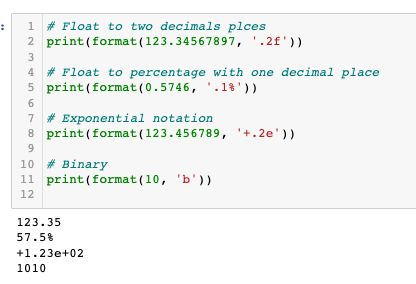 1 # Float to two decimals plces
2 print(format(123.34567897, '.2f'))
3
4 # Float to percentage with one decimal place
5 print(format(0.5746, '.1%'))
6
7 # Exponential notation
8 print(format(123.456789, '+.2e'))
9
10 # Binary
11 print(format(10, 'b'))
12
123.35
57.5%
+1.23e+02
1010